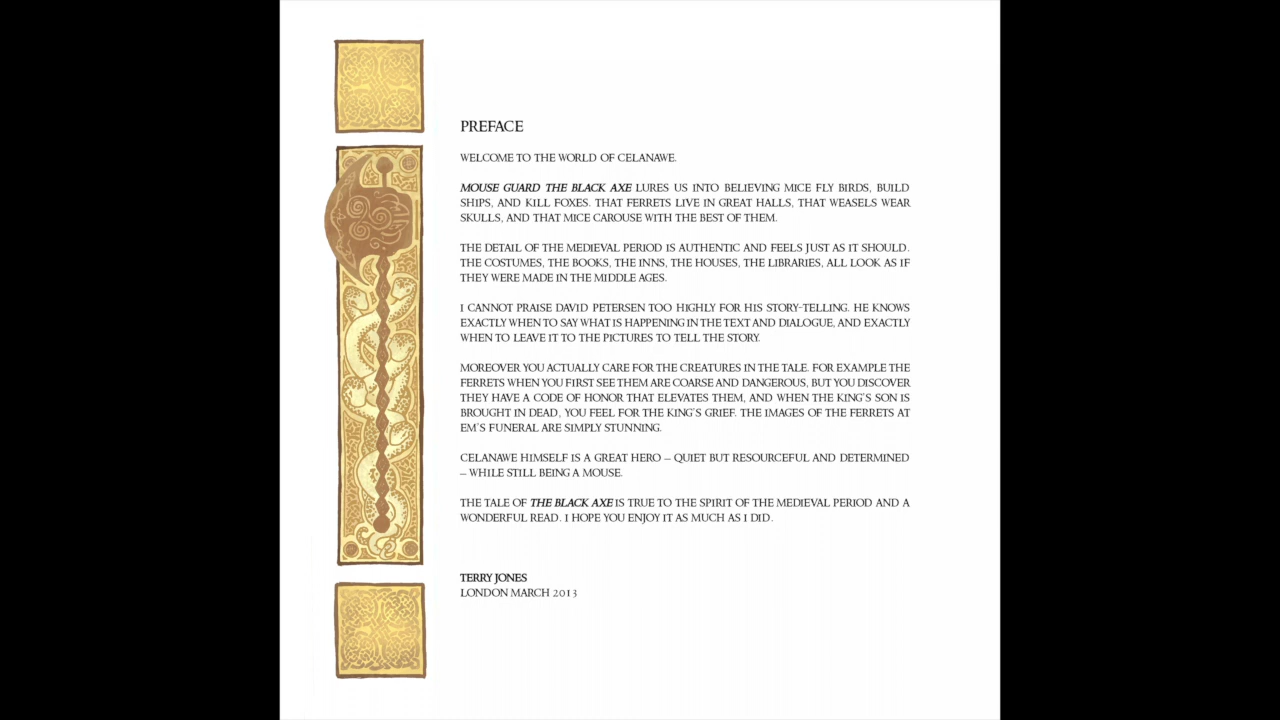 PREFACE
WELCOME TO THE WORLD OF CELANAWE.
MOUSE GUARD THE BLACK AXE LURES US INTO BELIEVING MICE FLY BIRDS, BUILD
SHIPS, AND KILL FOXES. THAT FERRETS LIVE IN GREAT HALLS, THAT WEASELS WEAR
SKULLS, AND THAT MICE CAROUSE WITH THE BEST OF THEM.
THE DETAIL OF THE MEDIEVAL PERIOD IS AUTHENTIC AND FEELS JUST AS IT SHOULD.
THE COSTUMES, THE BOOKS, THE INNS, THE HOUSES, THE LIBRARIES, ALL LOOK AS IF
THEY WERE MADE IN THE MIDDLE AGES.
I CANNOT PRAISE DAVID PETERSEN TOO HIGHLY FOR HIS STORY-TELLING. HE KNOWS
EXACTLY WHEN TO SAY WHAT IS HAPPENING IN THE TEXT AND DIALOGUE, AND EXACTLY
WHEN TO LEAVE IT TO THE PICTURES TO TELL THE STORY.
MOREOVER YOU ACTUALLY CARE FOR THE CREATURES IN THE TALE. FOR EXAMPLE THE
FERRETS WHEN YOU FIRST SEE THEM ARE COARSE AND DANGEROUS, BUT YOU DISCOVER
THEY HAVE A CODE OF HONOR THAT ELEVATES THEM, AND WHEN THE KING'S SON IS
BROUGHT IN DEAD, YOU FEEL FOR THE KING'S GRIEF. THE IMAGES OF THE FERRETS AT
EM'S FUNERAL ARE SIMPLY STUNNING.
CELANAWE HIMSELF IS A GREAT HERO – QUIET BUT RESOURCEFUL AND DETERMINED
– WHILE STILL BEING A MOUSE.
THE TALE OF THE BLACK AXE IS TRUE TO THE SPIRIT OF THE MEDIEVAL PERIOD AND A
WONDERFUL READ. I HOPE YOU ENJOY IT AS MUCH AS I DID.
TERRY JONES
LONDON MARCH 2013